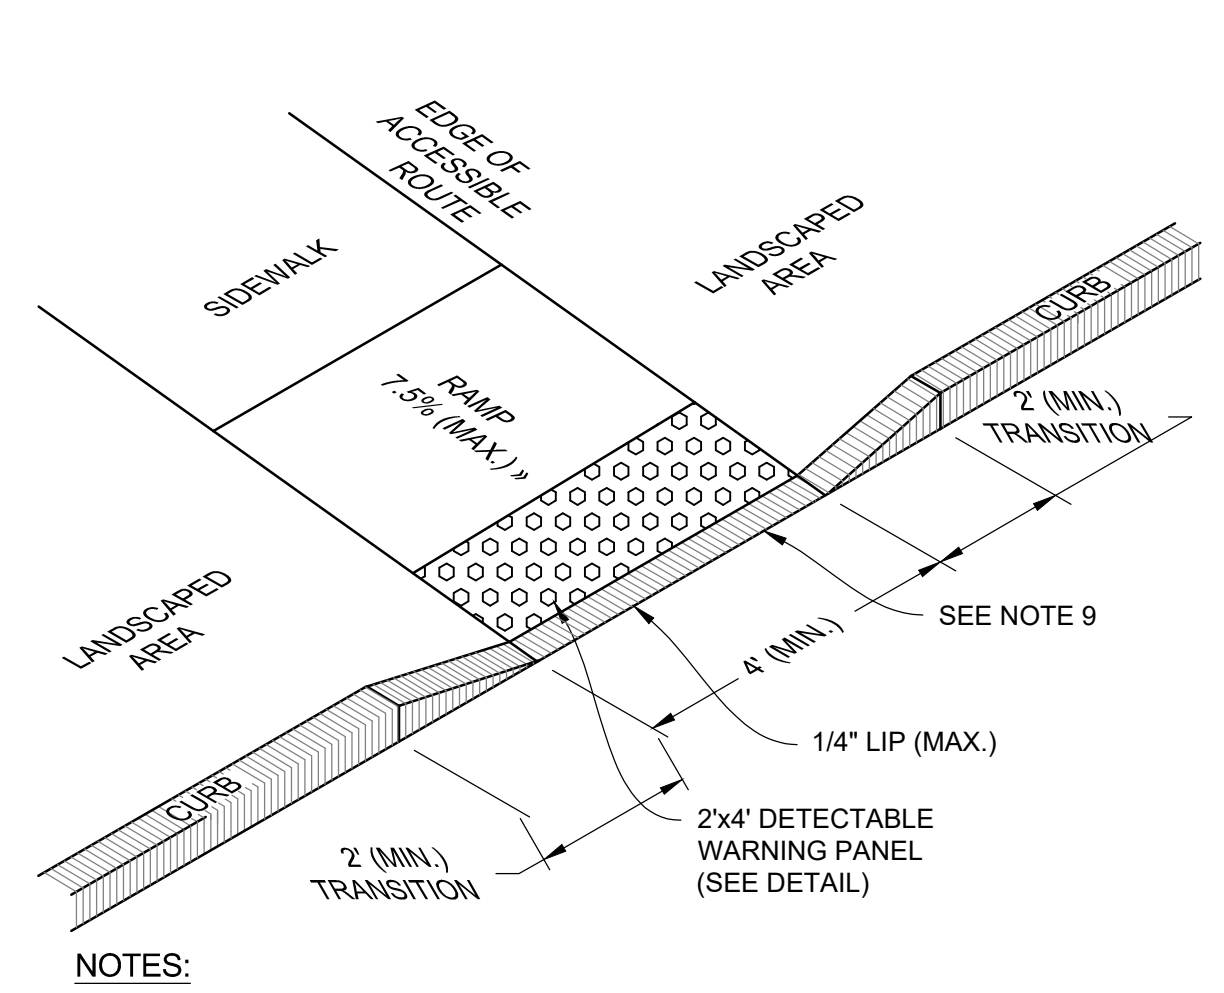 EDGE OF
ACCESSIBLE
ROUTE
SIDEWALK
LANDSCAPED
AREA
CURB
RAMP
7.5% (MAX.) »
2' (MIN.)
TRANSITION
LANDSCAPED
AREA
SEE NOTE 9
4' (MIN.)
1/4" LIP (MAX.)
CURB
2'x4' DETECTABLE
WARNING PANEL
(SEE DETAIL)
2' (MIN.)
TRANSITION
NOTES: